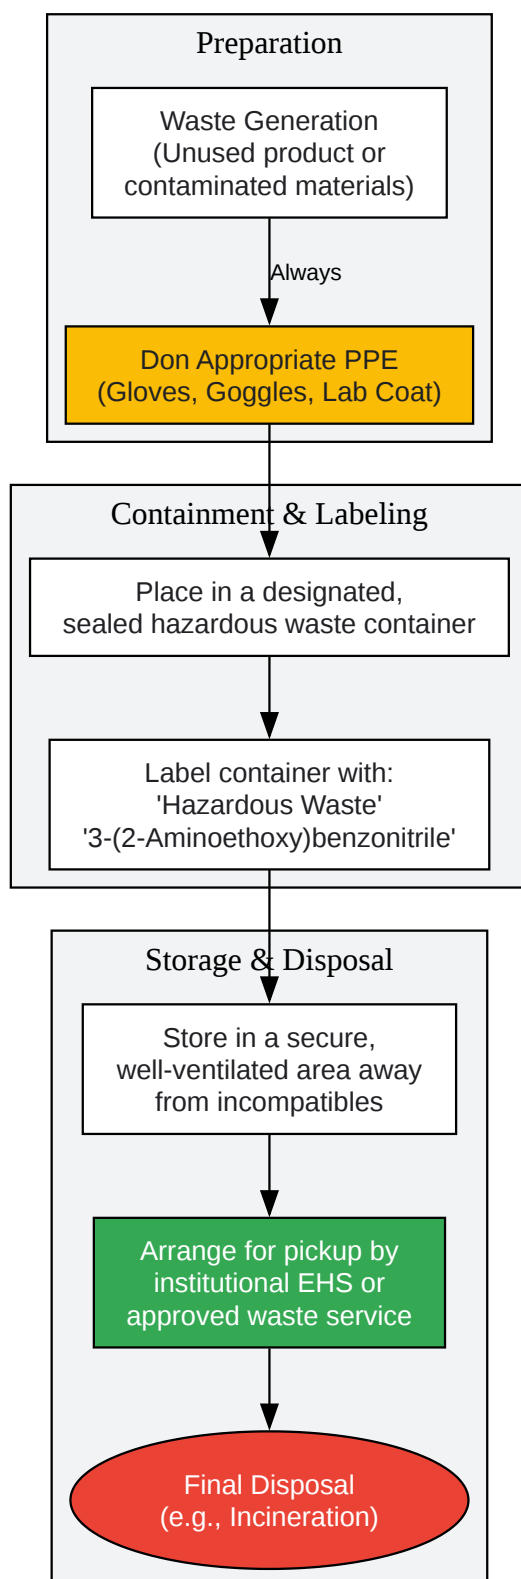 Preparation
Waste Generation
(Unused product or
contaminated materials)
Always
Don Appropriate PPE
(Gloves, Goggles, Lab Coat)
Containment & Labeling
Place in a designated,
sealed hazardous waste container
Label container with:
'Hazardous Waste'
'3-(2-Aminoethoxy)benzonitrile'
Storage & Disposal
Store in a secure,
well-ventilated area away
from incompatibles
Arrange for pickup by
institutional EHS or
approved waste service
Final Disposal
(e.g., Incineration)